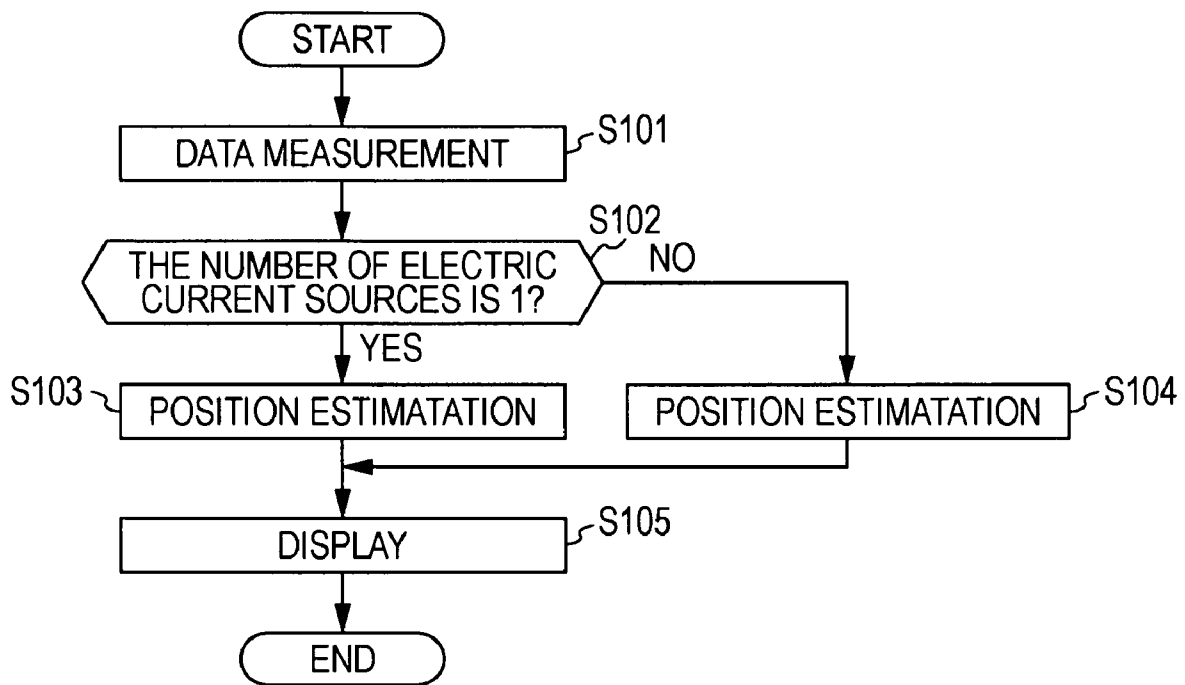 START
DATA MEASUREMENT
S101
S102
THE NUMBER OF ELECTRIC
CURRENT SOURCES IS 1?
NO
YES
S103
POSITION ESTIMATATION
POSITION ESTIMATATION
S104
DISPLAY
S105
END